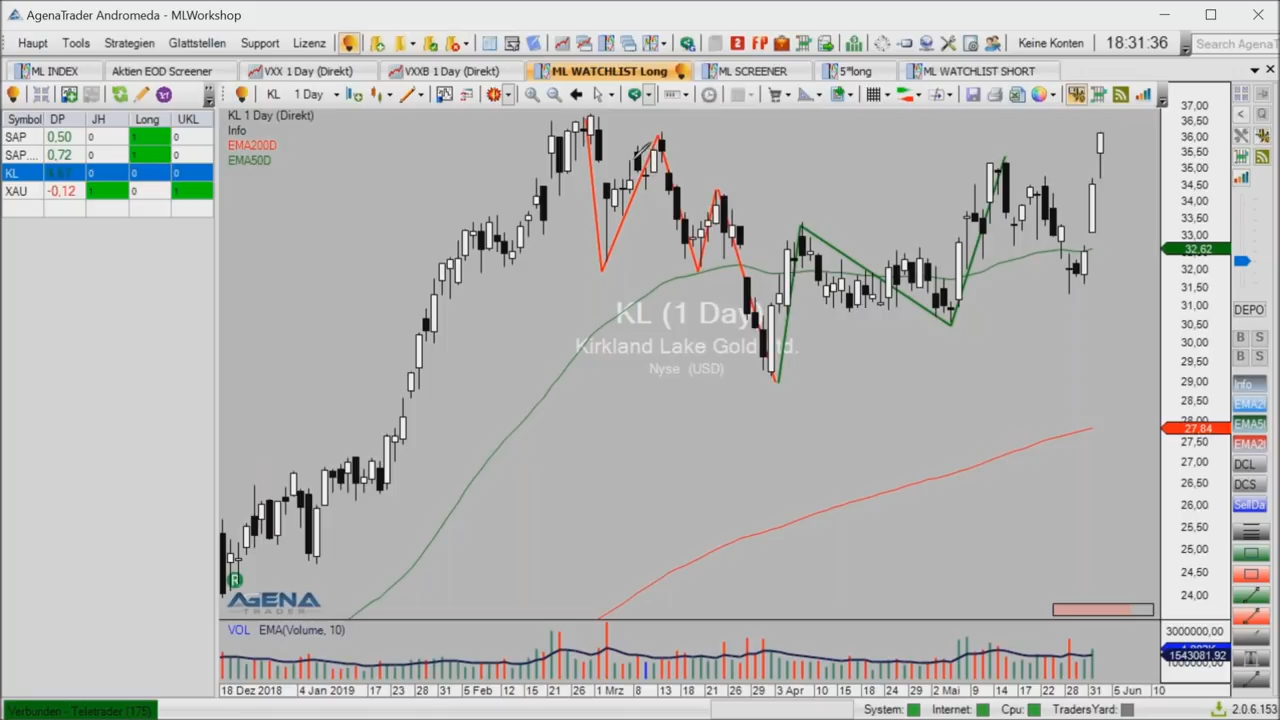 AgenaTrader Andromeda - MLWorkshop
Haupt Tools Strategien Glattstellen Support Lizenz
2 FP
Keine Konten 18:31:36 Search Agena
ML INDEX Aktien EOD Screener VXX 1 Day (Direkt) VXXB 1 Day (Direkt) ML WATCHLIST Long ML SCREENER 5*long ML WATCHLIST SHORT
KL 1 Day
Symbol DP JH Long UKL
SAP 0,50 0 0
SAP.... 0,72 0 0
KL 0 0
XAU -0,12 0
KL 1 Day (Direkt)
Info
EMA200D
EMA50D
KL (1 Day)
Kirkland Lake Gold Ltd.
Nyse (USD)
R
AGENA
TRADER
37,00
36,50
36,00
35,50
35,00
34,50
34,00
33,50
33,00
32,62
32,00
31,50
31,00
30,50
30,00
29,50
29,00
28,50
28,00
27,84
27,50
27,00
26,50
26,00
25,50
25,00
24,50
24,00
DEPO
B S
B S
Info
DCL
DCS
T
VOL EMA(Volume, 10)
3000000,00
1543081,92
18 Dez 2018 4 Jan 2019 17 23 28 31 5 Feb 12 15 21 26 1 Mrz 8 13 18 21 26 29 3 Apr 10 15 24 29 2 Mai 9 14 17 22 28 31 5 Jun 10
Verbunden - Teletrader (175)
System: Internet: Cpu: TradersYard: 2.0.6.153